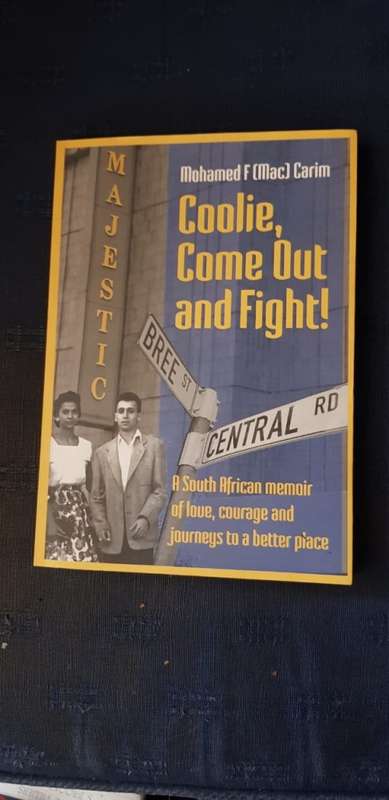 Mohamed F (Mac) Carim
Coolie,
Come Out
and Fight!
MAJESTIC
BREE ST
CENTRAL RD
A South African memoir
of love, courage and
journeys to a better place